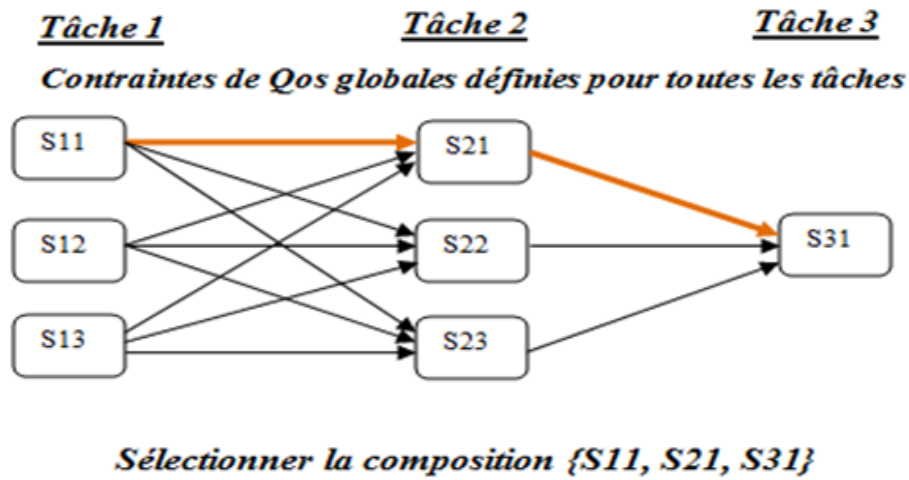 Tâche 1 Tâche 2 Tâche 3
Contraintes de Qos globales définies pour toutes les tâches
S11 S21
S12 S22 S31
S13 S23
Sélectionner la composition {S11, S21, S31}